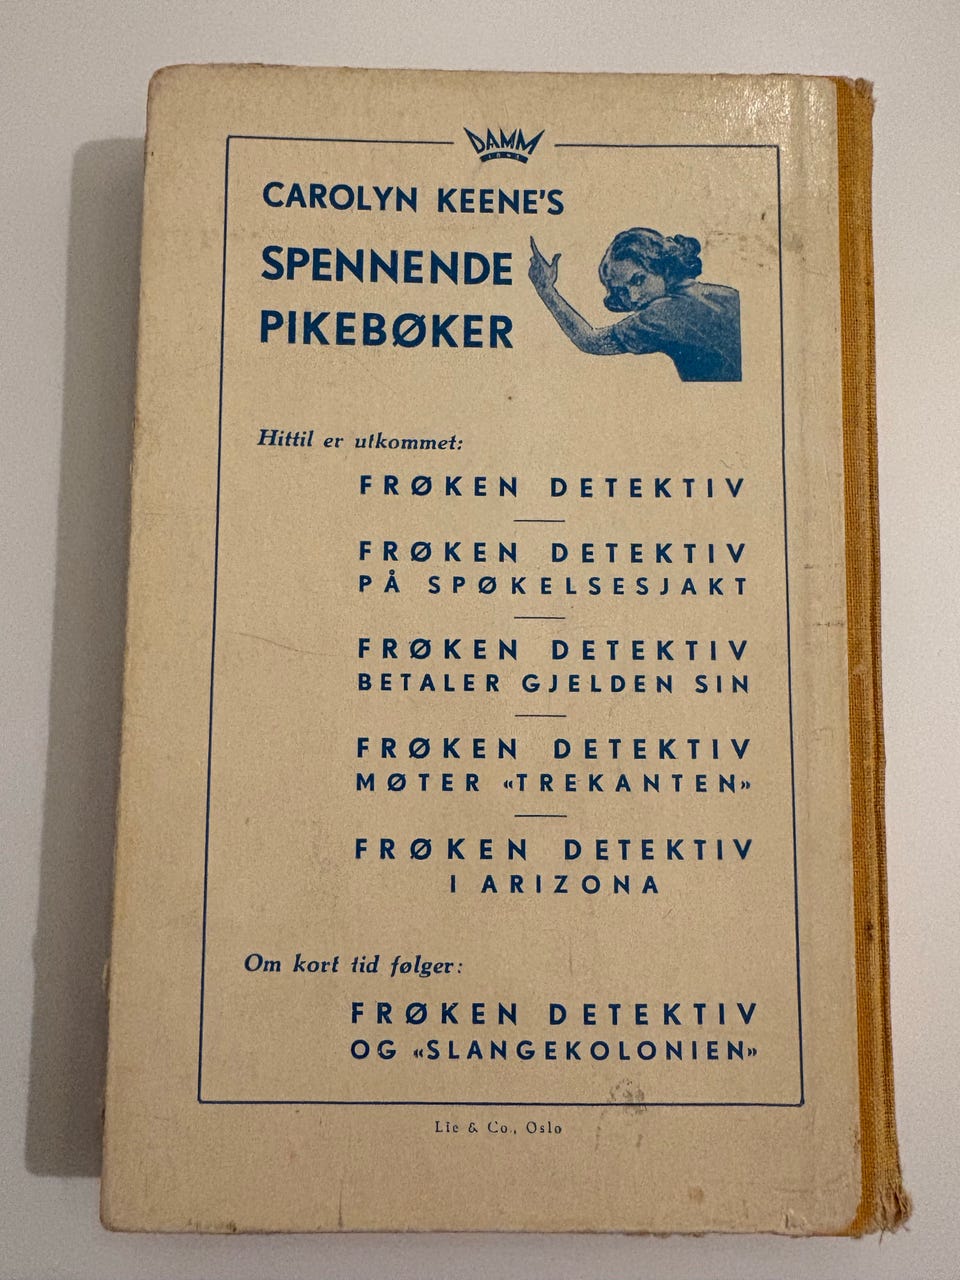 DAMM
1843
CAROLYN KEENE'S
SPENNENDE
PIKEBØKER
Hittil er utkommet:
FRØKEN DETEKTIV
FRØKEN DETEKTIV
PÅ SPØKELSESJAKT
FRØKEN DETEKTIV
BETALER GJELDEN SIN
FRØKEN DETEKTIV
MØTER «TREKANTEN»
FRØKEN DETEKTIV
I ARIZONA
Om kort tid følger:
FRØKEN DETEKTIV
OG «SLANGEKOLONIEN»
Lie & Co., Oslo